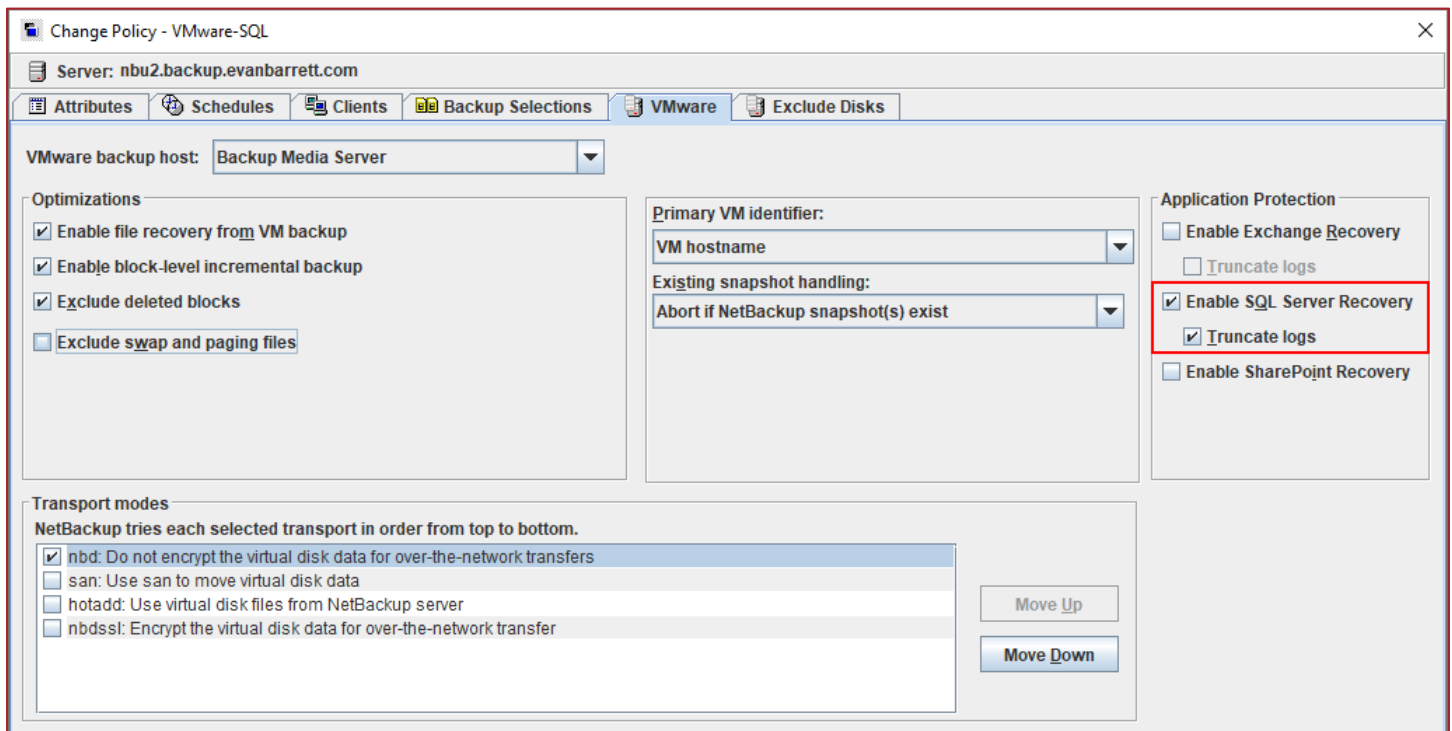 Change Policy - VMware-SQL
Server: nbu2.backup.evanbarrett.com
Attributes Schedules Clients Backup Selections VMware Exclude Disks
VMware backup host: Backup Media Server
Optimizations
Enable file recovery from VM backup
Enable block-level incremental backup
Exclude deleted blocks
Exclude swap and paging files
Primary VM identifier:
VM hostname
Existing snapshot handling:
Abort if NetBackup snapshot(s) exist
Application Protection
Enable Exchange Recovery
Truncate logs
Enable SQL Server Recovery
Truncate logs
Enable SharePoint Recovery
Transport modes
NetBackup tries each selected transport in order from top to bottom.
nbd: Do not encrypt the virtual disk data for over-the-network transfers
san: Use san to move virtual disk data
hotadd: Use virtual disk files from NetBackup server
nbdssl: Encrypt the virtual disk data for over-the-network transfer
Move Up
Move Down